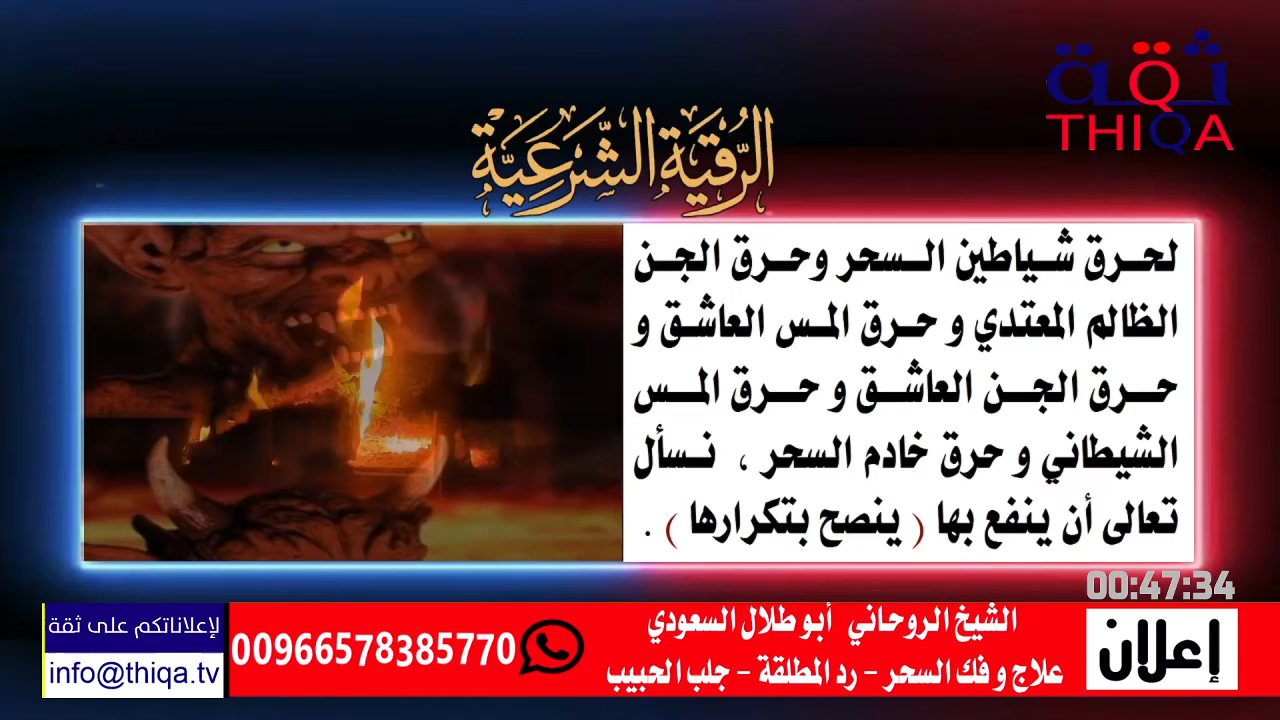 ثقة
THIQA
الرُّقيَة الشَّرعِيَّة
لحرق شياطين السحر وحرق الجن
الظالم المعتدي و حرق المس العاشق و
حرق الجن العاشق و حرق المس
الشيطاني و حرق خادم السحر ، نسأل
تعالى أن ينفع بها ( ينصح بتكرارها ) .
00:47:34
إعلان
الشيخ الروحاني أبو طلال السعودي
علاج و فك السحر - رد المطلقة - جلب الحبيب
00966578385770
لإعلاناتكم على ثقة
info@thiqa.tv